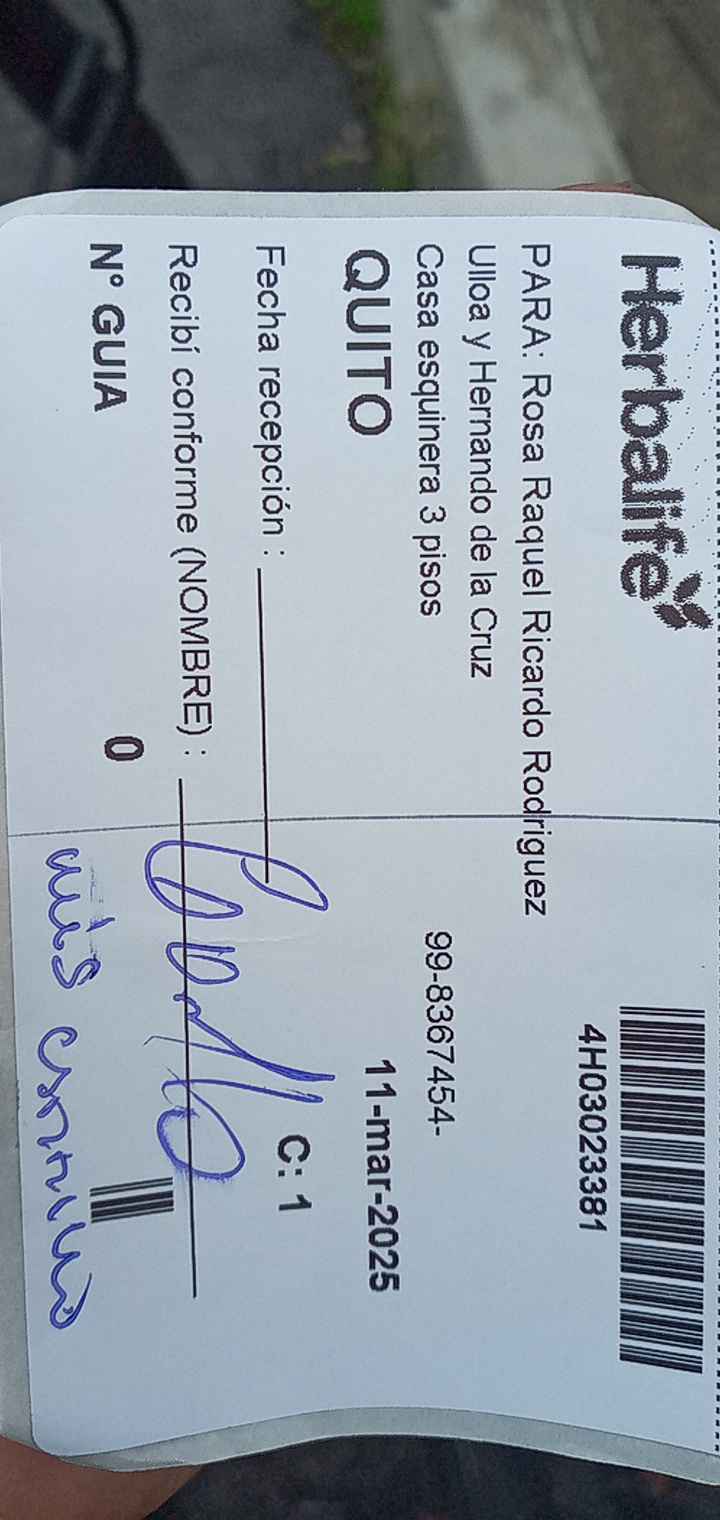 Herbalife
4H03023381
PARA: Rosa Raquel Ricardo Rodriguez
Ulloa y Hernando de la Cruz
Casa esquinera 3 pisos
99-8367454-
QUITO
11-mar-2025
Fecha recepción :
C: 1
Recibí conforme (NOMBRE) :
N° GUIA 0